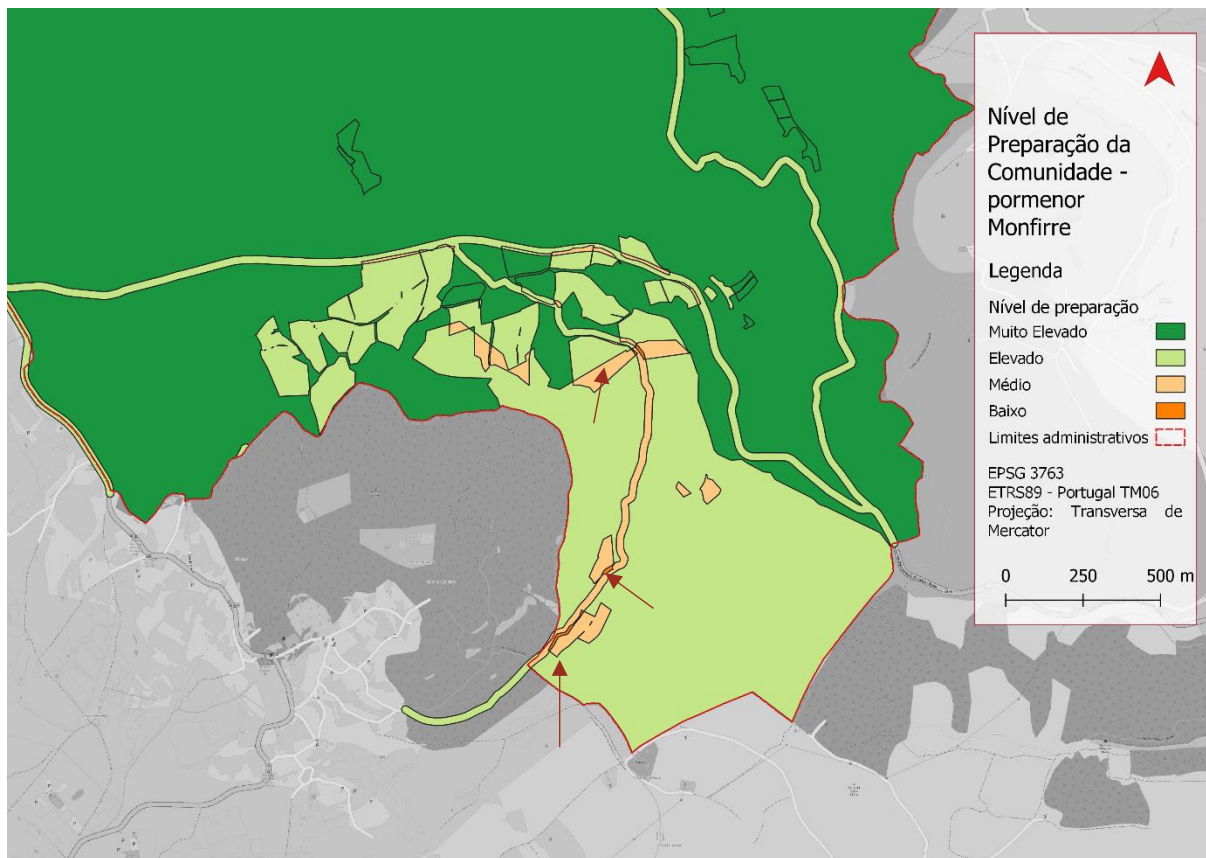 Nível de
Preparação da
Comunidade -
pormenor
Monfirre
Legenda
Nível de preparação
Muito Elevado
Elevado
Médio
Baixo
Limites administrativos
EPSG 3763
ETRS89 - Portugal TM06
Projeção: Transversa de
Mercator
0 250 500 m